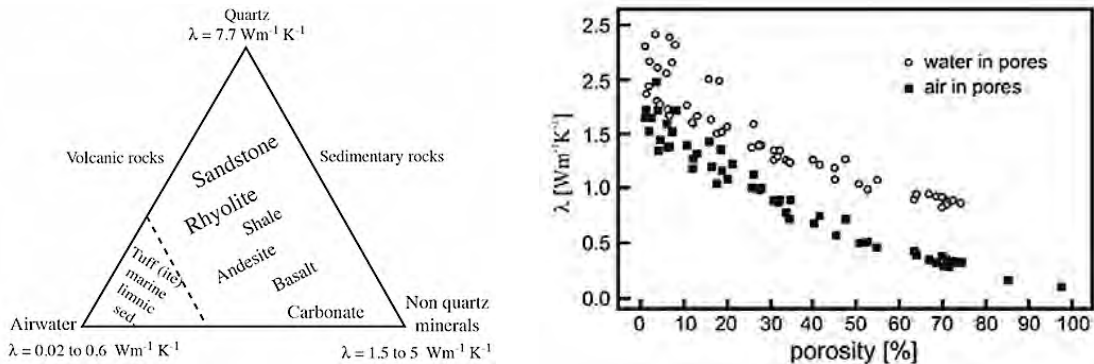 Quartz
λ = 7.7 Wm⁻¹ K⁻¹
Volcanic rocks
Sedimentary rocks
Sandstone
Rhyolite
Shale
Andesite
Basalt
Carbonate
Tuff (ite)
marine
limnic
sed.
Airwater
λ = 0.02 to 0.6 Wm⁻¹ K⁻¹
Non quartz
minerals
λ = 1.5 to 5 Wm⁻¹ K⁻¹
λ [Wm⁻¹K⁻¹]
2.5
2.5
1.5
1.0
0.5
0.0
water in pores
air in pores
0 10 20 30 40 50 60 70 80 90 100
porosity [%]